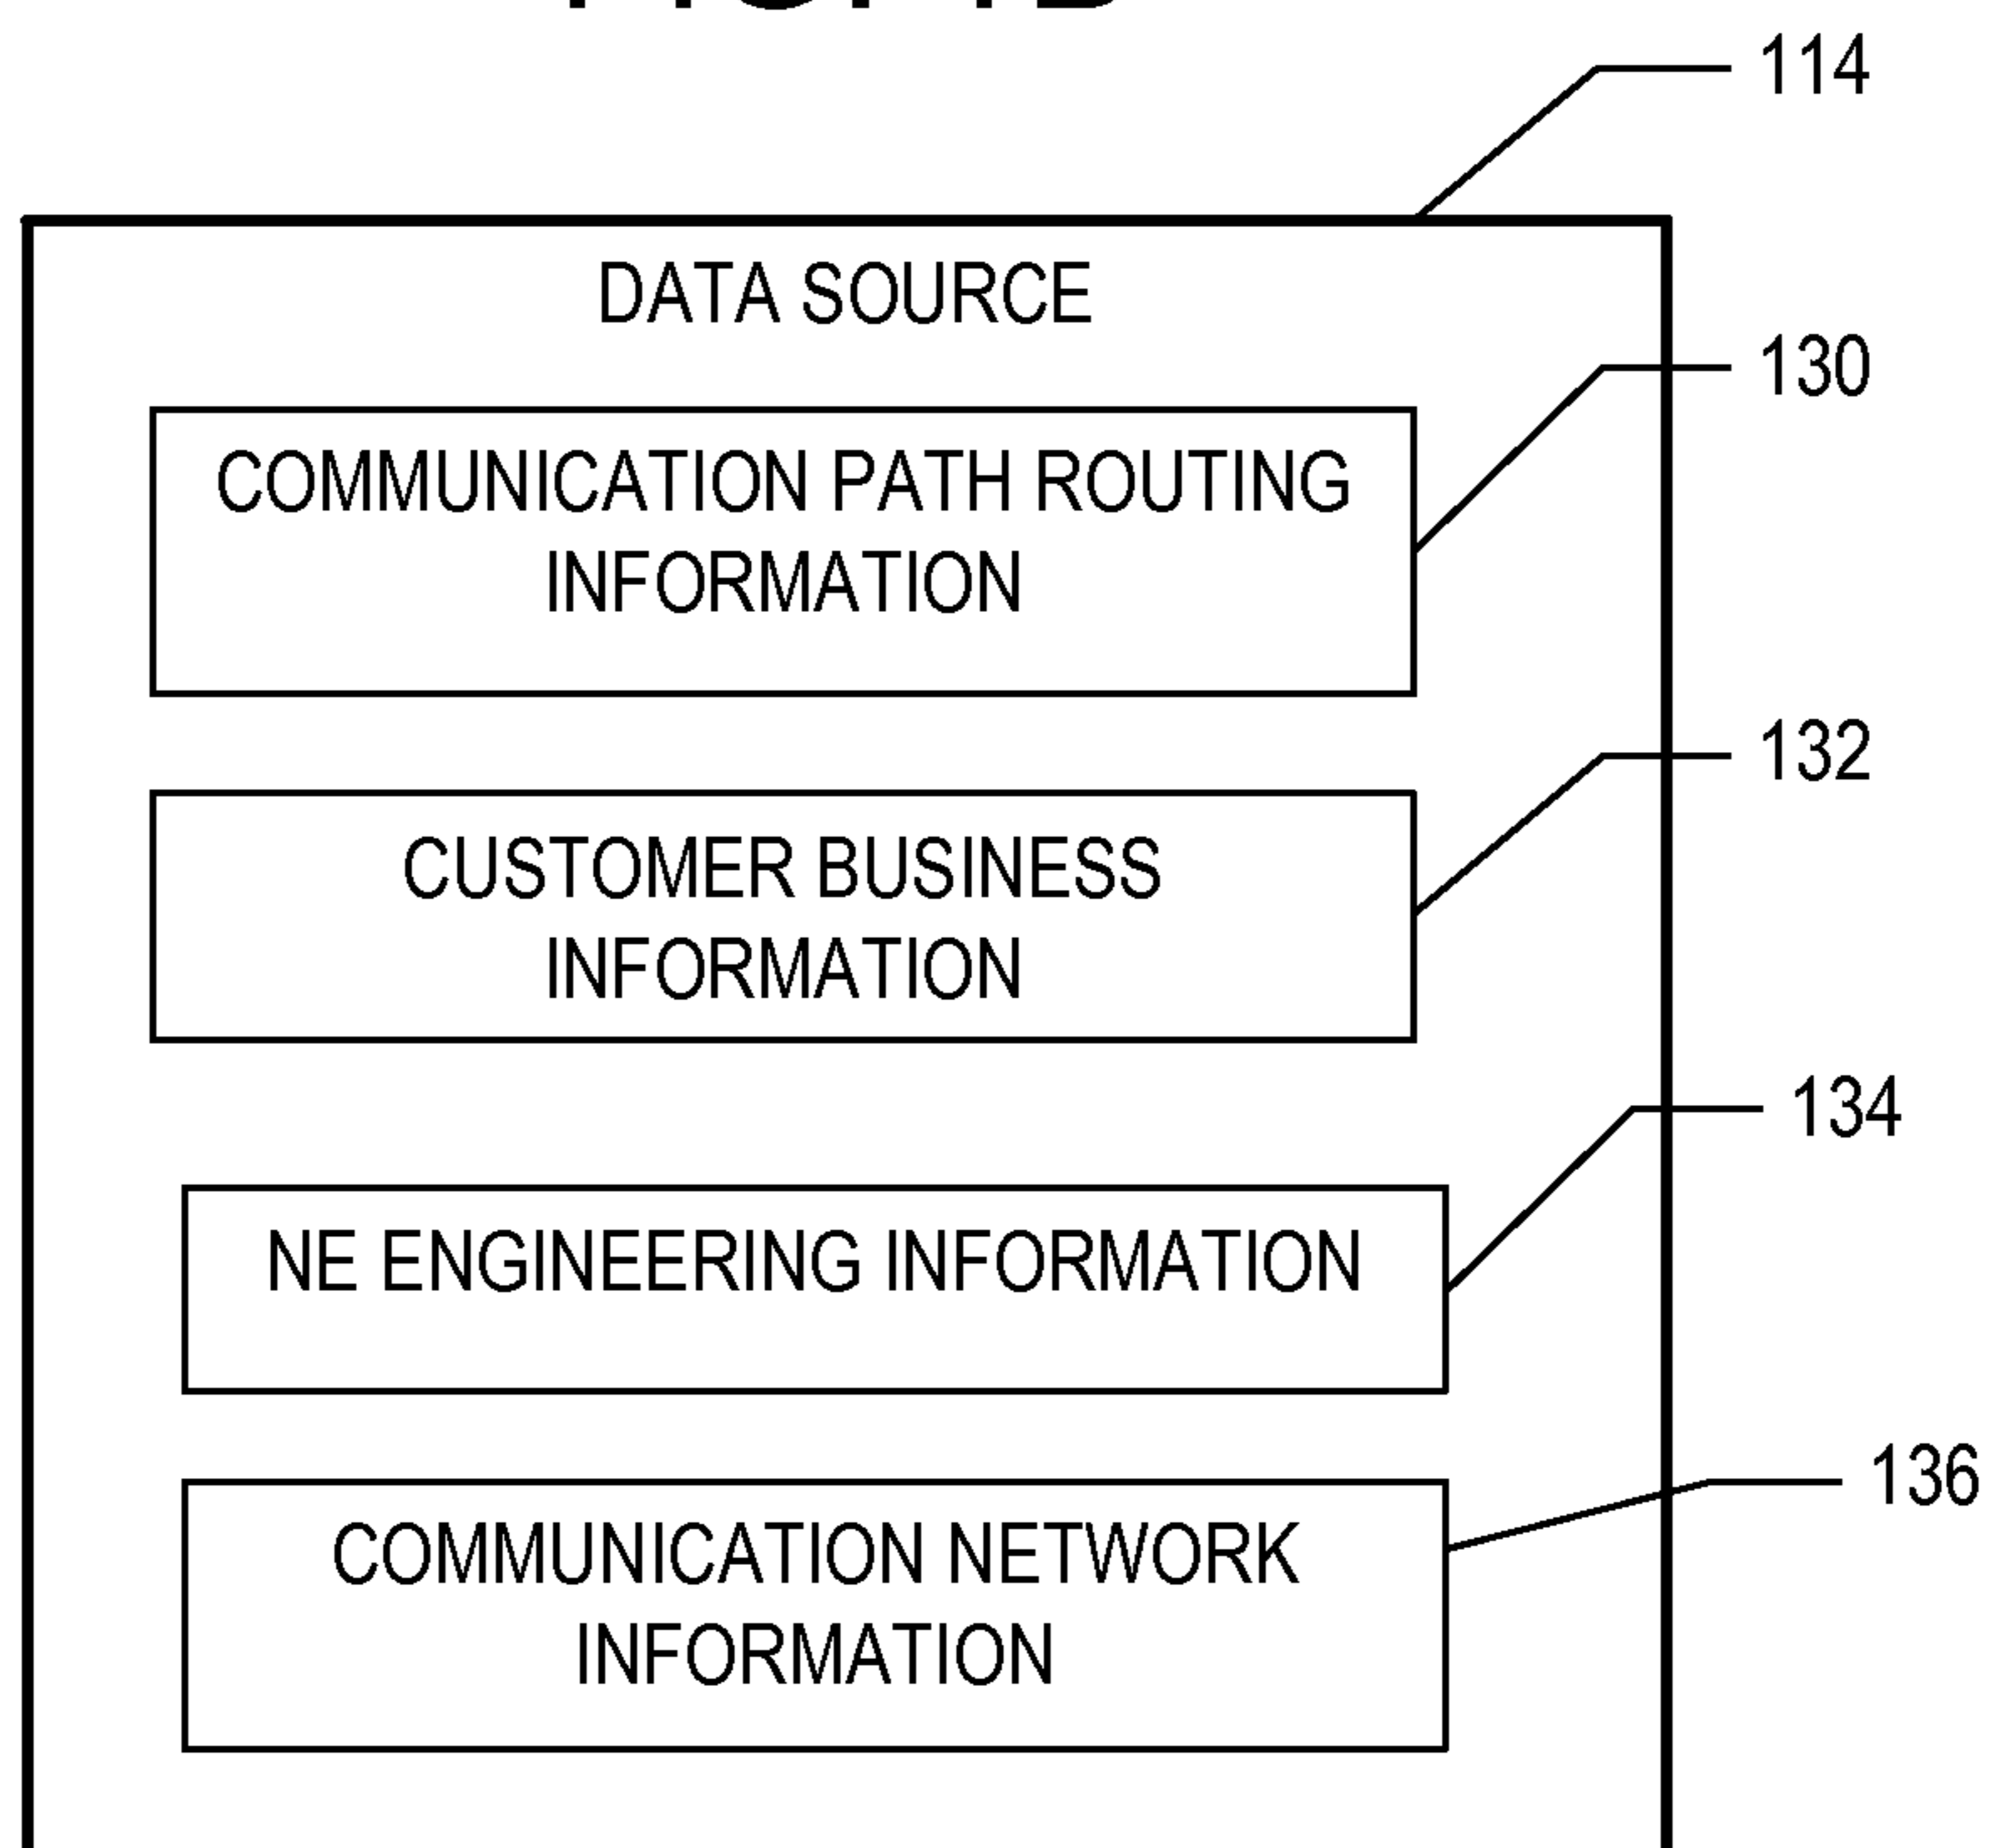 114
DATA SOURCE
130
COMMUNICATION PATH ROUTING
INFORMATION
132
CUSTOMER BUSINESS
INFORMATION
134
NE ENGINEERING INFORMATION
136
COMMUNICATION NETWORK
INFORMATION